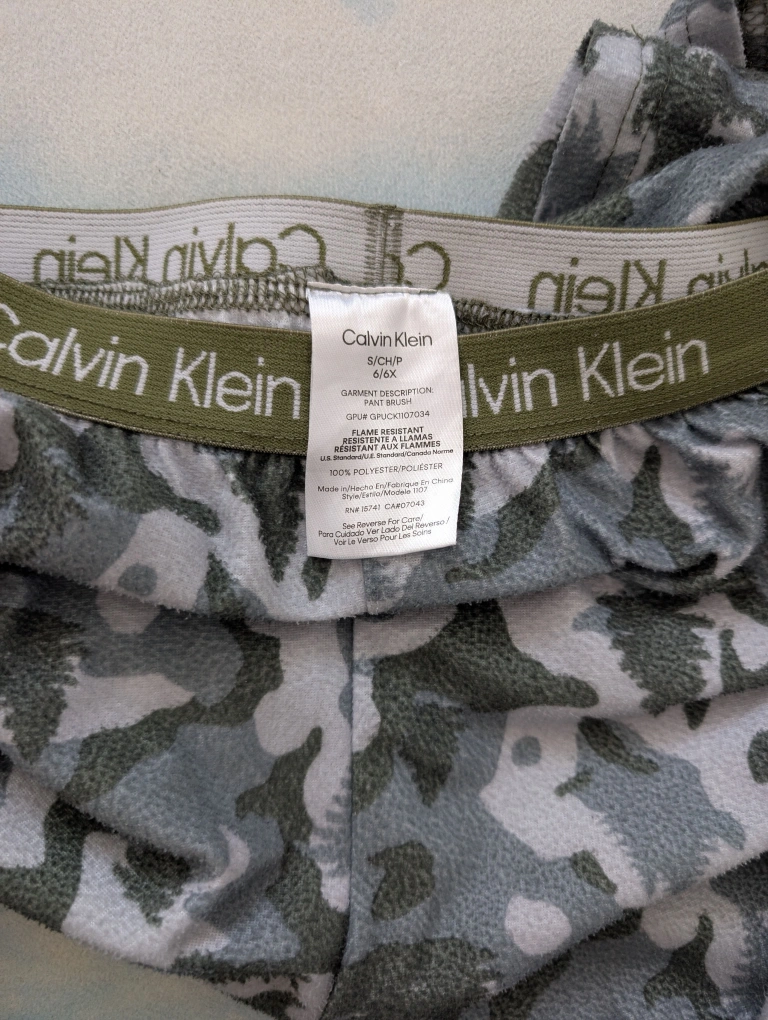 Calvin Klein
Calvin Klein
Calvin Klein
lvin Klein
Calvin Klein
S/CH/P
6/6X
GARMENT DESCRIPTION:
PANT BRUSH
GPU# GPUCK1107034
FLAME RESISTANT
RESISTENTE A LLAMAS
RÉSISTANT AUX FLAMMES
U.S. Standard/U.E. Standard/Canada Norme
100% POLYESTER/POLIÉSTER
Made in/Hecho En/Fabrique En China
Style/Estilo/Modele 1107
RN# 15741 CA#07043
See Reverse For Care/
Para Cuidado Ver Lado Del Reverso /
Voir Le Verso Pour Les Soins